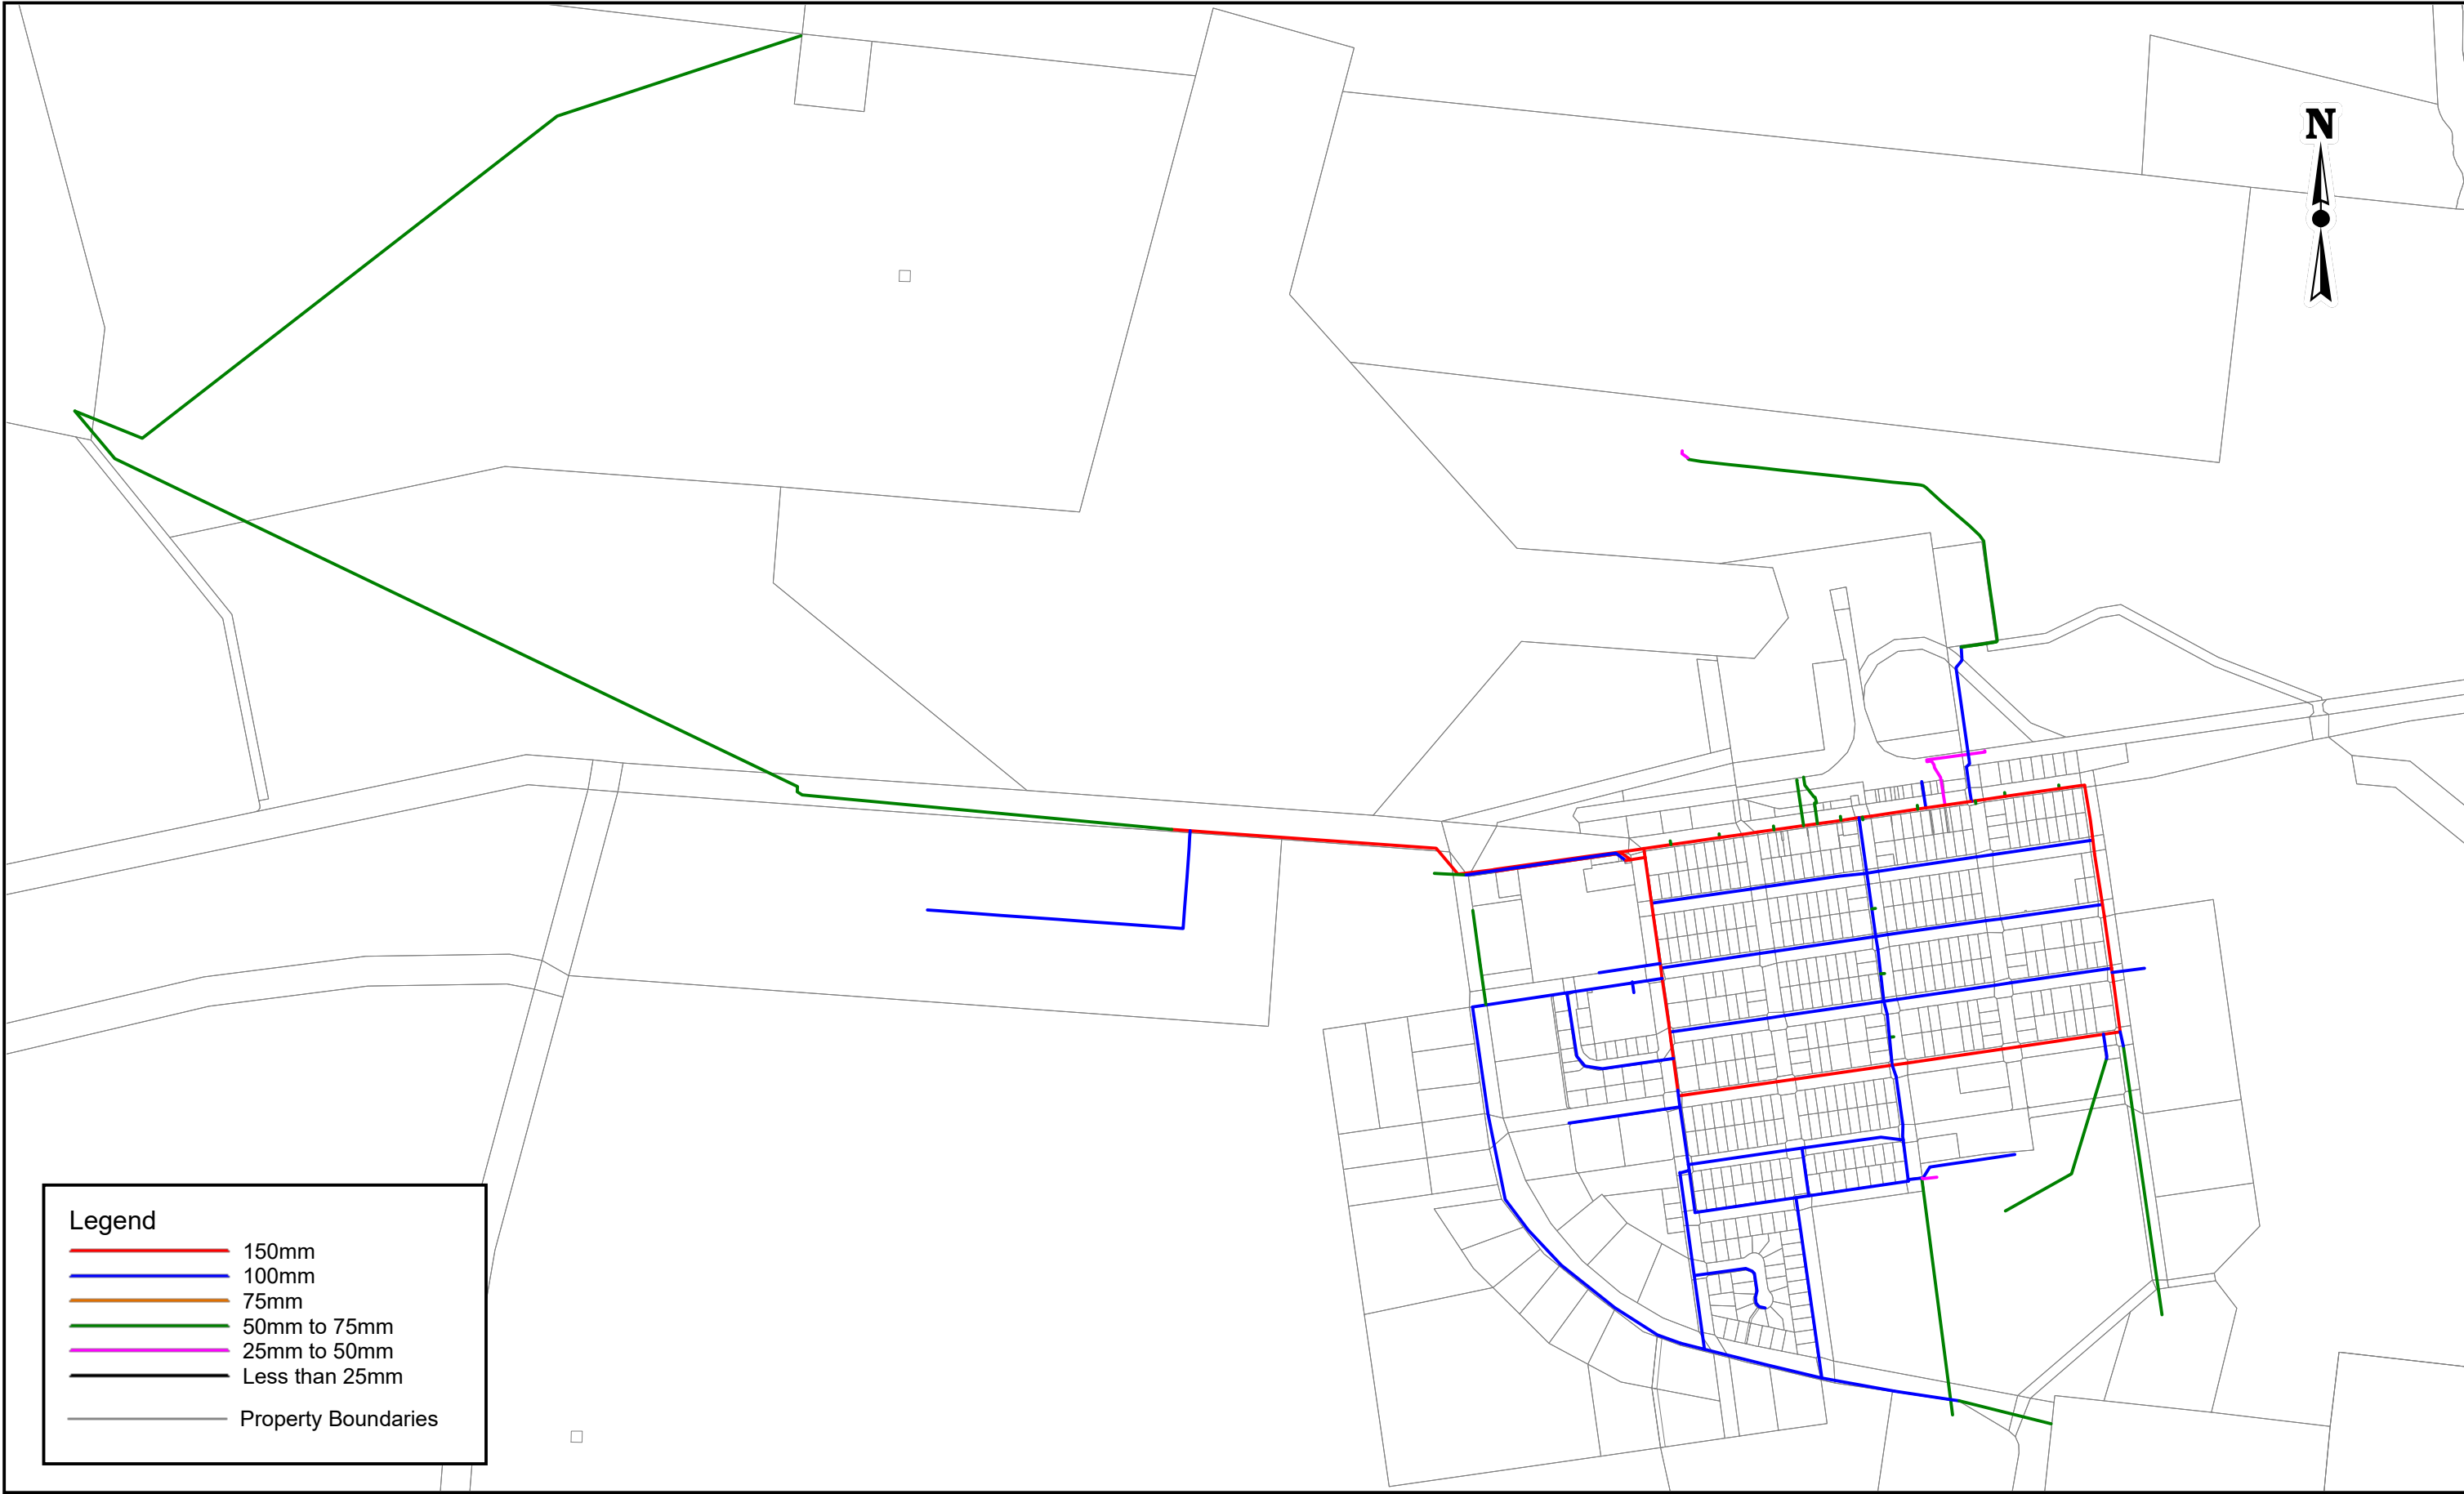 N
Legend
150mm
100mm
75mm
50mm to 75mm
25mm to 50mm
Less than 25mm
Property Boundaries